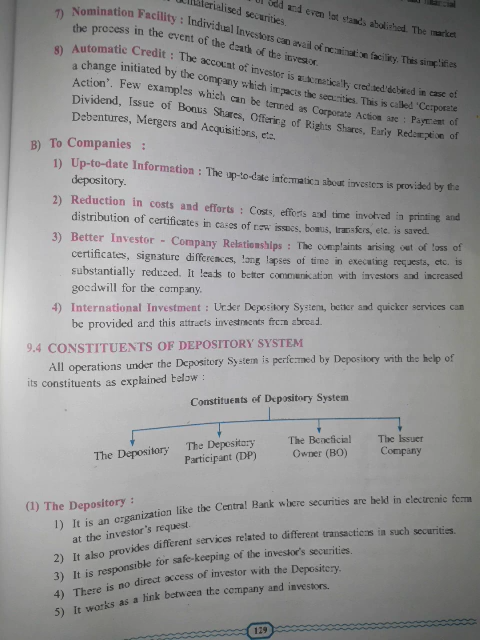 dematerialised securities.
of odd and even lot stands abolished. The market
7) Nomination Facility : Individual Investors can avail of nomination facility. This simplifies
the process in the event of the death of the investor.
8) Automatic Credit : The account of investor is automatically credited/debited in case of
a change initiated by the company which impacts the securities. This is called 'Corporate
Action'. Few examples which can be termed as Corporate Action are : Payment of
Dividend, Issue of Bonus Shares, Offering of Rights Shares, Early Redemption of
Debentures, Mergers and Acquisitions, etc.
B) To Companies :
1) Up-to-date Information : The up-to-date information about investors is provided by the
depository.
2) Reduction in costs and efforts : Costs, efforts and time involved in printing and
distribution of certificates in cases of new issues, bonus, transfers, etc. is saved.
3) Better Investor - Company Relationships : The complaints arising out of loss of
certificates, signature differences, long lapses of time in executing requests, etc. is
substantially reduced. It leads to better communication with investors and increased
goodwill for the company.
4) International Investment : Under Depository System, better and quicker services can
be provided and this attracts investments from abroad.
9.4 CONSTITUENTS OF DEPOSITORY SYSTEM
All operations under the Depository System is performed by Depository with the help of
its constituents as explained below :
Constituents of Depository System
The Depository
The Depository
Participant (DP)
The Beneficial
Owner (BO)
The Issuer
Company
(1) The Depository :
1) It is an organization like the Central Bank where securities are held in electronic form
at the investor's request.
2) It also provides different services related to different transactions in such securities.
3) It is responsible for safe-keeping of the investor's securities.
4) There is no direct access of investor with the Depository.
5) It works as a link between the company and investors.
129